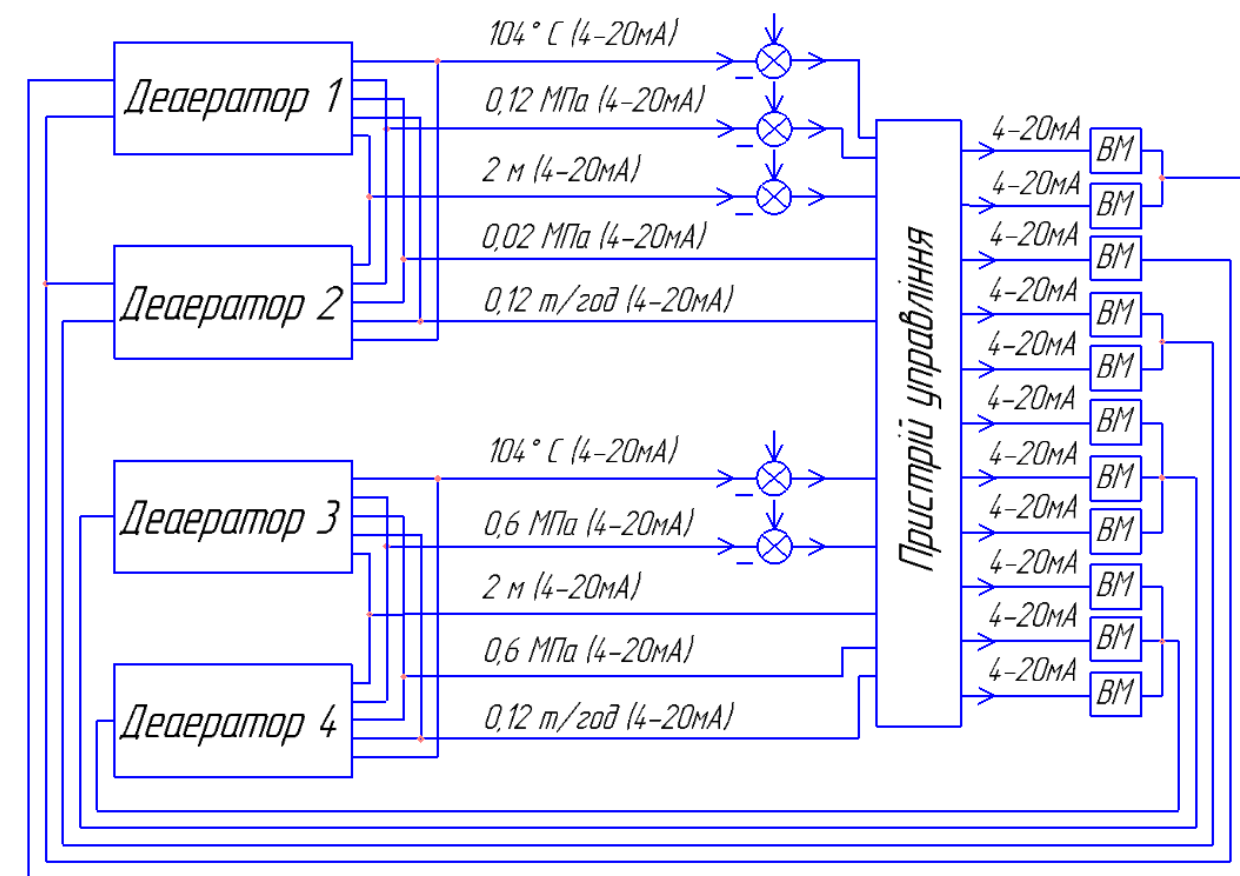 Деаератор 1
104° С (4-20мА)
0,12 МПа (4-20мА)
2 м (4-20мА)
Деаератор 2
0,02 МПа (4-20мА)
0,12 т/год (4-20мА)
Деаератор 3
104° С (4-20мА)
0,6 МПа (4-20мА)
2 м (4-20мА)
Деаератор 4
0,6 МПа (4-20мА)
0,12 т/год (4-20мА)
Пристрій управління
4-20мА ВМ
4-20мА ВМ
4-20мА ВМ
4-20мА ВМ
4-20мА ВМ
4-20мА ВМ
4-20мА ВМ
4-20мА ВМ
4-20мА ВМ
4-20мА ВМ
4-20мА ВМ